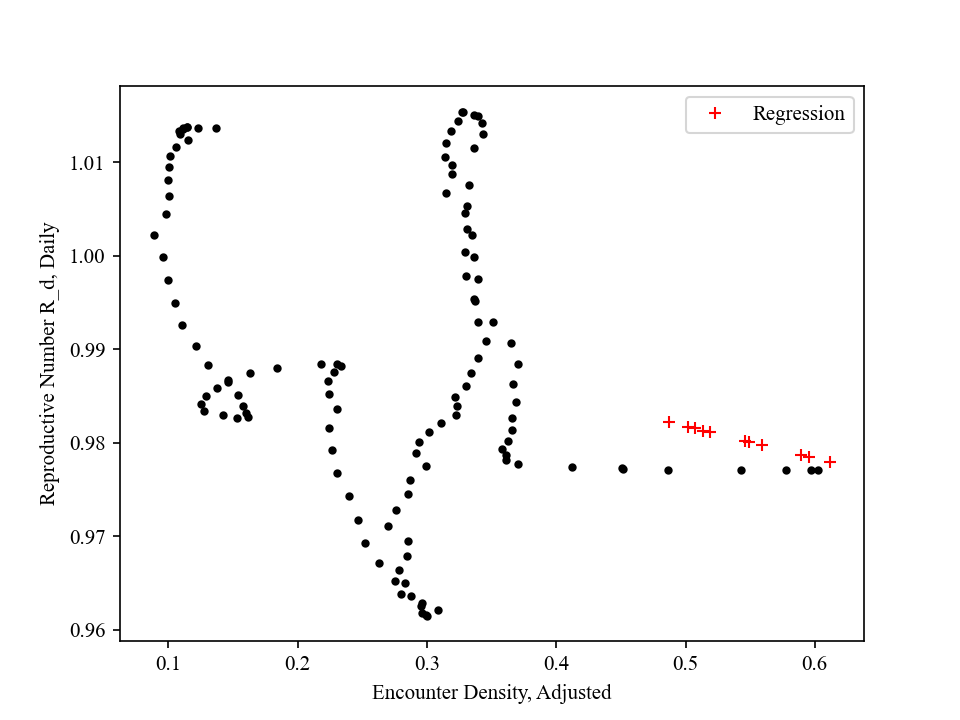 Regression
1.01
1.00
0.99
0.98
0.97
0.96
Reproductive Number R_d, Daily
0.1 0.2 0.3 0.4 0.5 0.6
Encounter Density, Adjusted